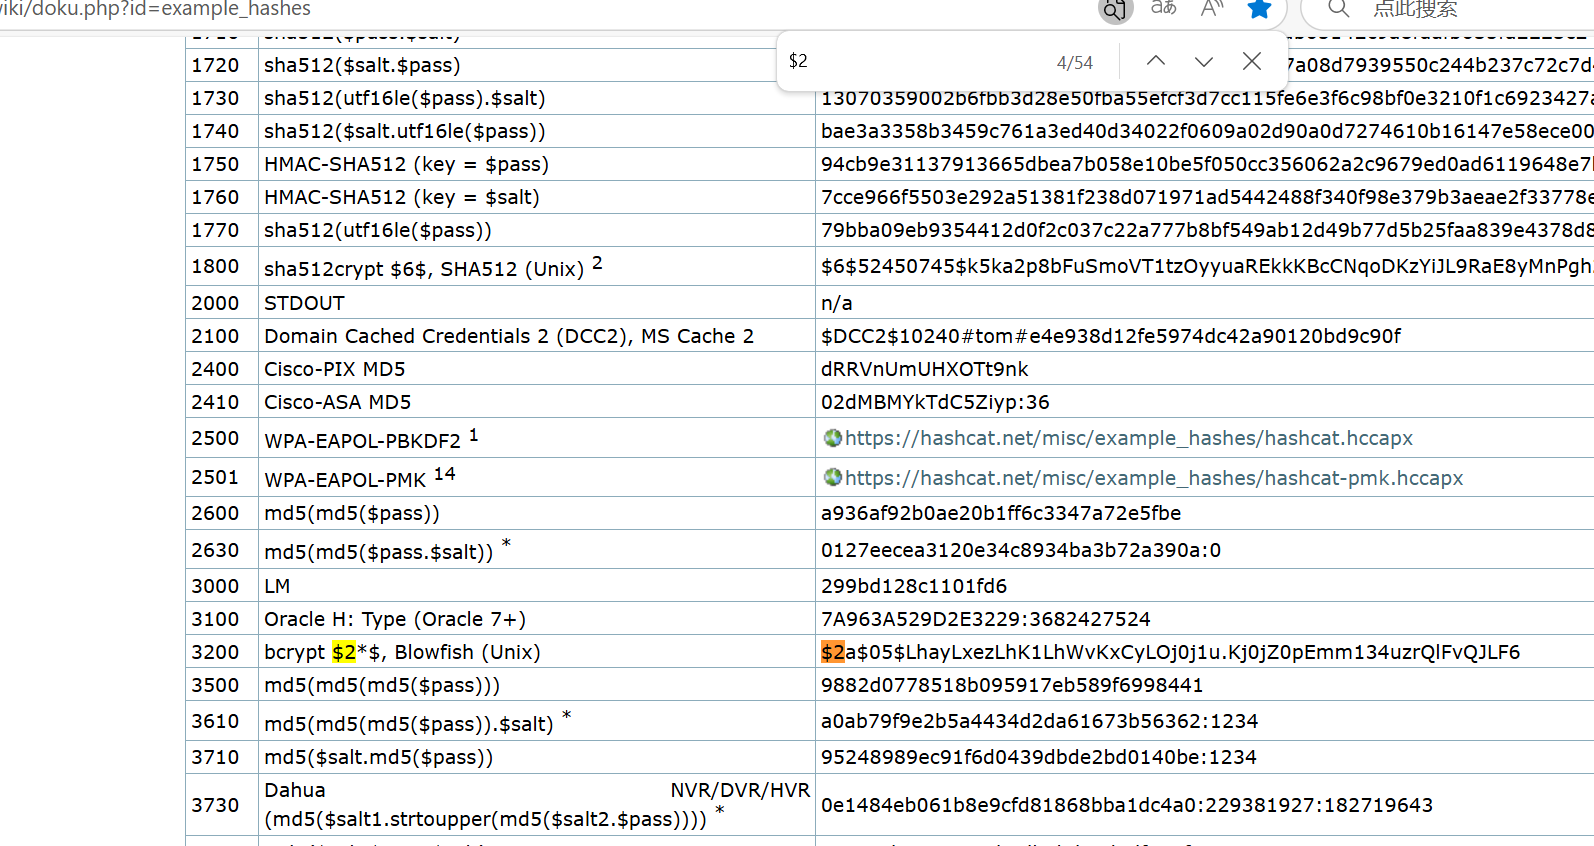 wiki/doku.php?id=example_hashes
点此搜索
$2
4/54
1720 sha512($salt.$pass) 7a08d7939550c244b237c72c7d
1730 sha512(utf16le($pass).$salt) 13070359002b6fbb3d28e50fba55efcf3d7cc115fe6e3f6c98bf0e3210f1c6923427
1740 sha512($salt.utf16le($pass)) bae3a3358b3459c761a3ed40d34022f0609a02d90a0d7274610b16147e58ece00
1750 HMAC-SHA512 (key = $pass) 94cb9e31137913665dbea7b058e10be5f050cc356062a2c9679ed0ad6119648e7
1760 HMAC-SHA512 (key = $salt) 7cce966f5503e292a51381f238d071971ad5442488f340f98e379b3aeae2f33778e
1770 sha512(utf16le($pass)) 79bba09eb9354412d0f2c037c22a777b8bf549ab12d49b77d5b25faa839e4378d8
1800 sha512crypt $6$, SHA512 (Unix) 2 $6$52450745$k5ka2p8bFuSmoVT1tzOyyuaREkkKBcCNqoDKzYiJL9RaE8yMnPgh
2000 STDOUT n/a
2100 Domain Cached Credentials 2 (DCC2), MS Cache 2 $DCC2$10240#tom#e4e938d12fe5974dc42a90120bd9c90f
2400 Cisco-PIX MD5 dRRVnUmUHXOTt9nk
2410 Cisco-ASA MD5 02dMBMYkTdC5Ziyp:36
2500 WPA-EAPOL-PBKDF2 1 https://hashcat.net/misc/example_hashes/hashcat.hccapx
2501 WPA-EAPOL-PMK 14 https://hashcat.net/misc/example_hashes/hashcat-pmk.hccapx
2600 md5(md5($pass)) a936af92b0ae20b1ff6c3347a72e5fbe
2630 md5(md5($pass.$salt)) * 0127eecea3120e34c8934ba3b72a390a:0
3000 LM 299bd128c1101fd6
3100 Oracle H: Type (Oracle 7+) 7A963A529D2E3229:3682427524
3200 bcrypt $2*$, Blowfish (Unix) $2a$05$LhayLxezLhK1LhWvKxCyLOj0j1u.Kj0jZ0pEmm134uzrQlFvQJLF6
3500 md5(md5(md5($pass))) 9882d0778518b095917eb589f6998441
3610 md5(md5(md5($pass)).$salt) * a0ab79f9e2b5a4434d2da61673b56362:1234
3710 md5($salt.md5($pass)) 95248989ec91f6d0439dbde2bd0140be:1234
Dahua NVR/DVR/HVR
3730 (md5($salt1.strtoupper(md5($salt2.$pass)))) * 0e1484eb061b8e9cfd81868bba1dc4a0:229381927:182719643